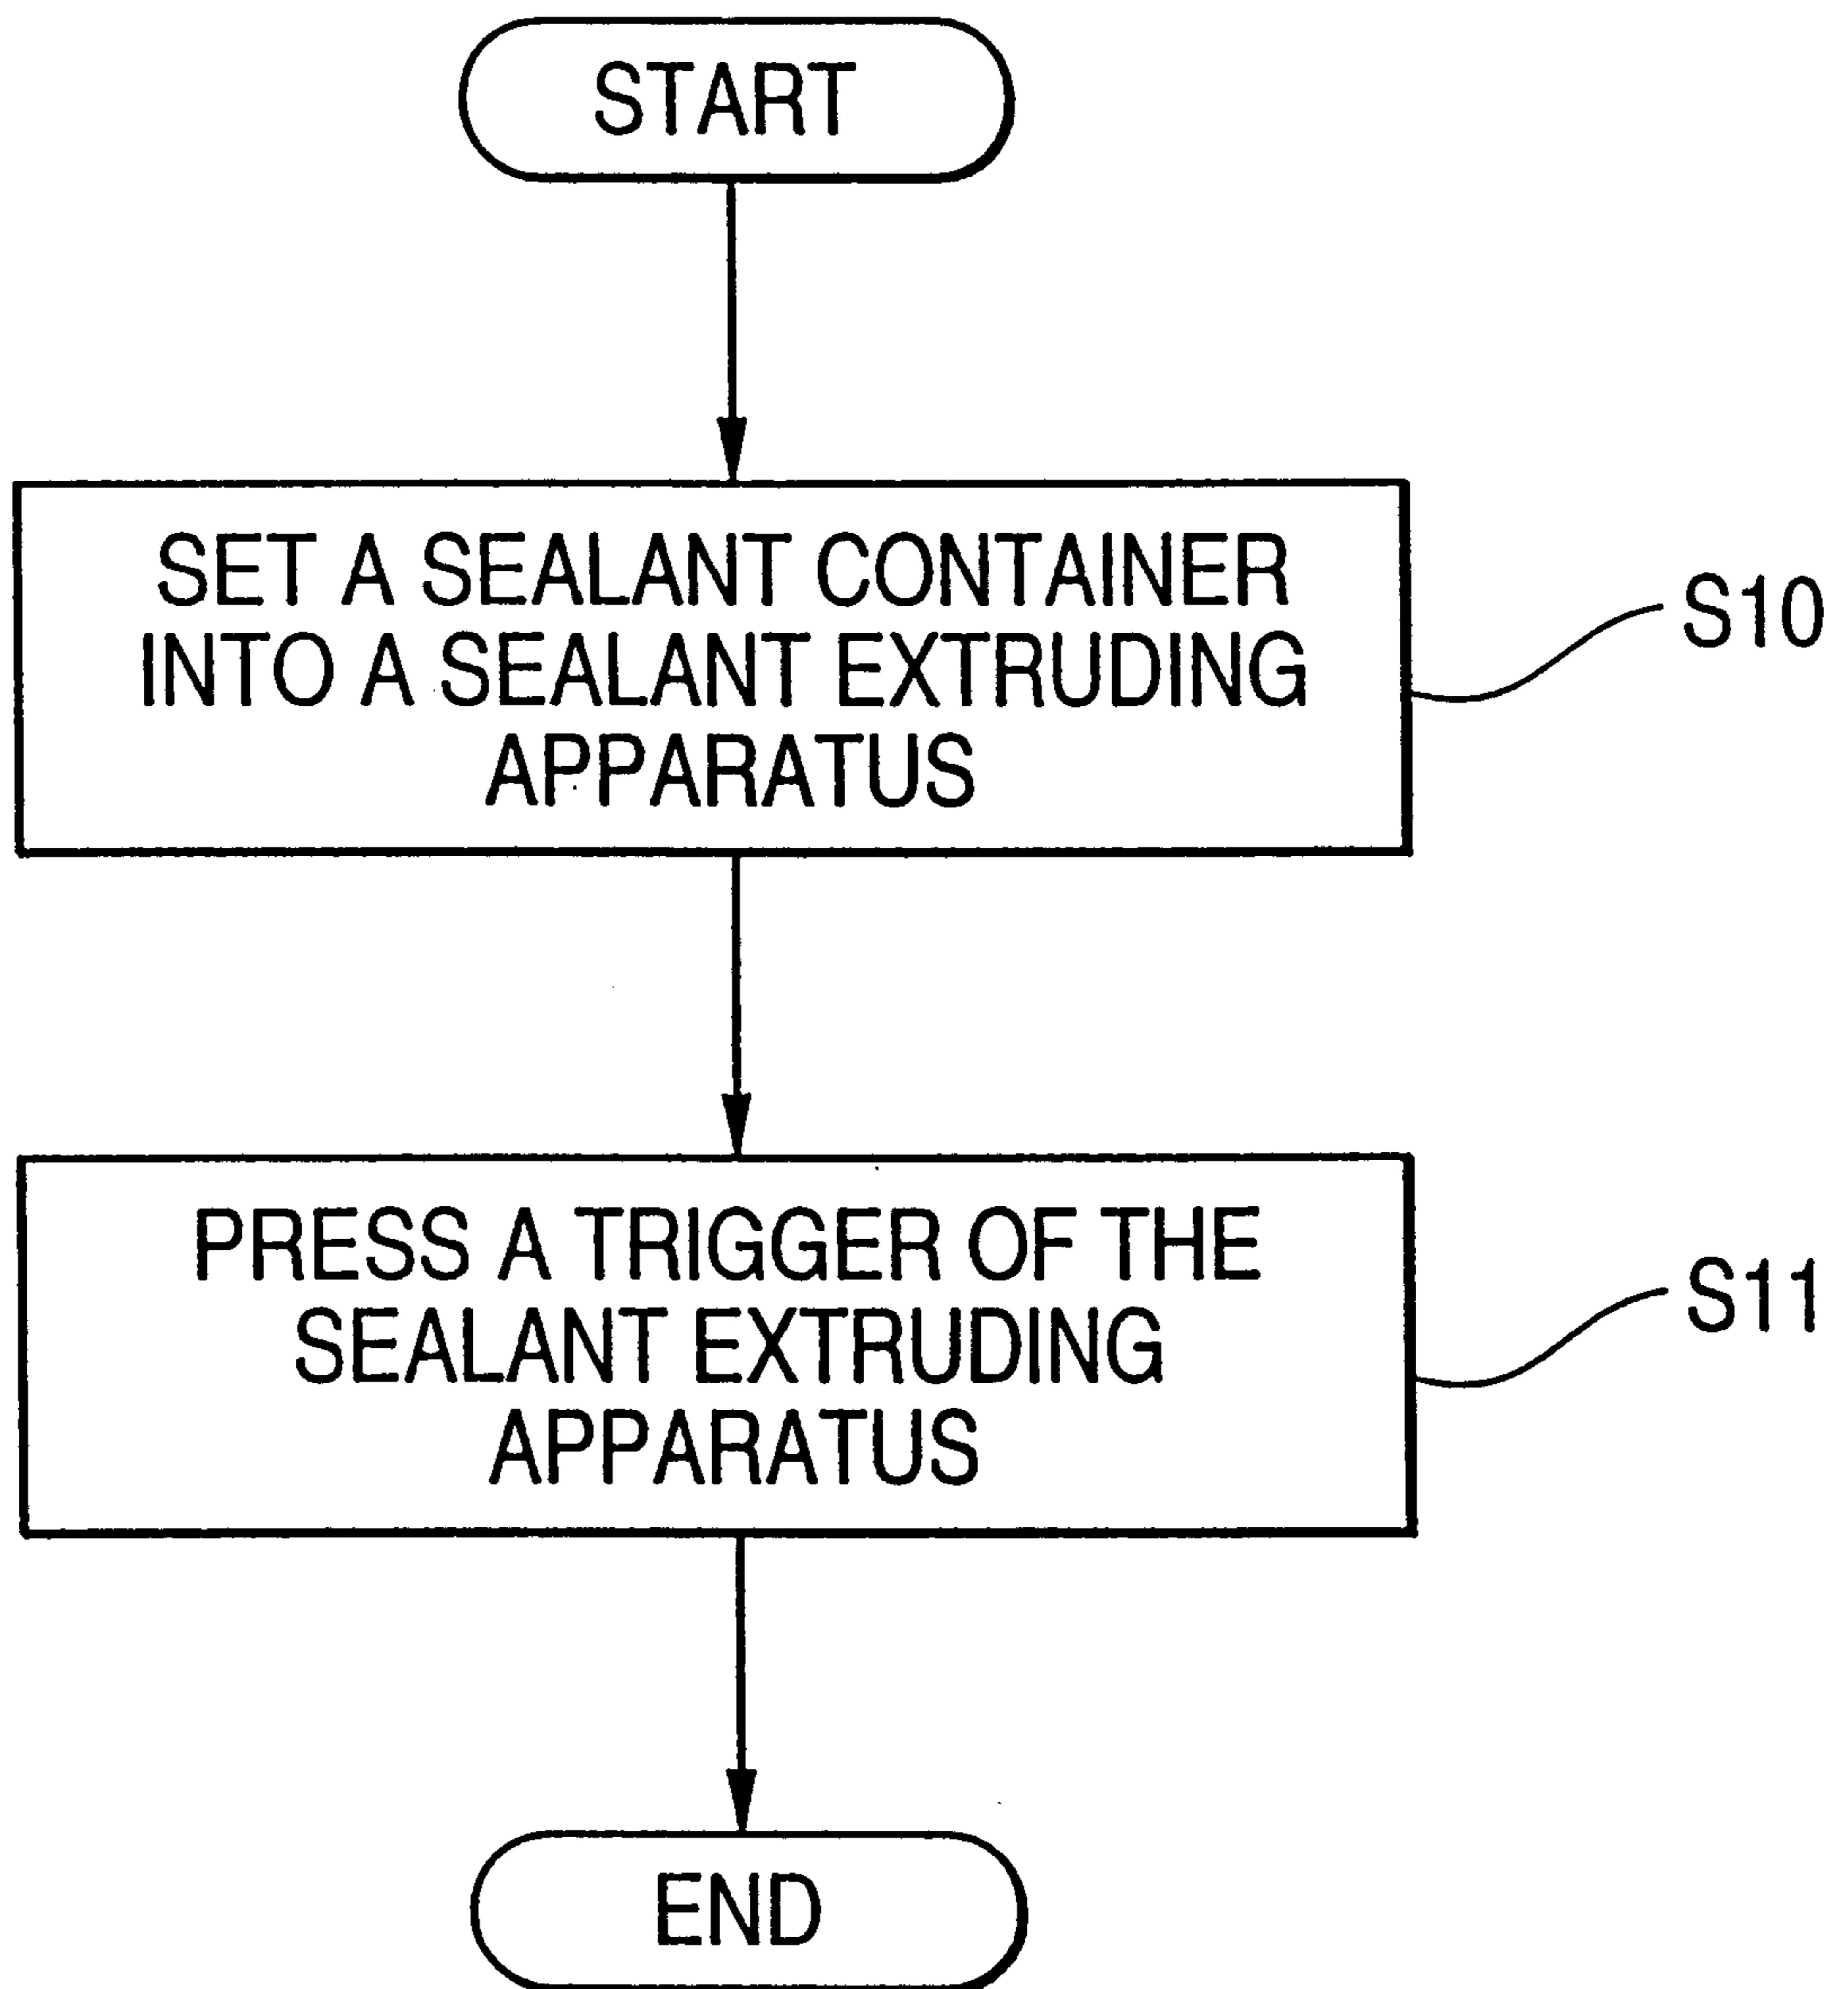 START
SET A SEALANT CONTAINER
INTO A SEALANT EXTRUDING
APPARATUS
S10
PRESS A TRIGGER OF THE
SEALANT EXTRUDING
APPARATUS
S11
END